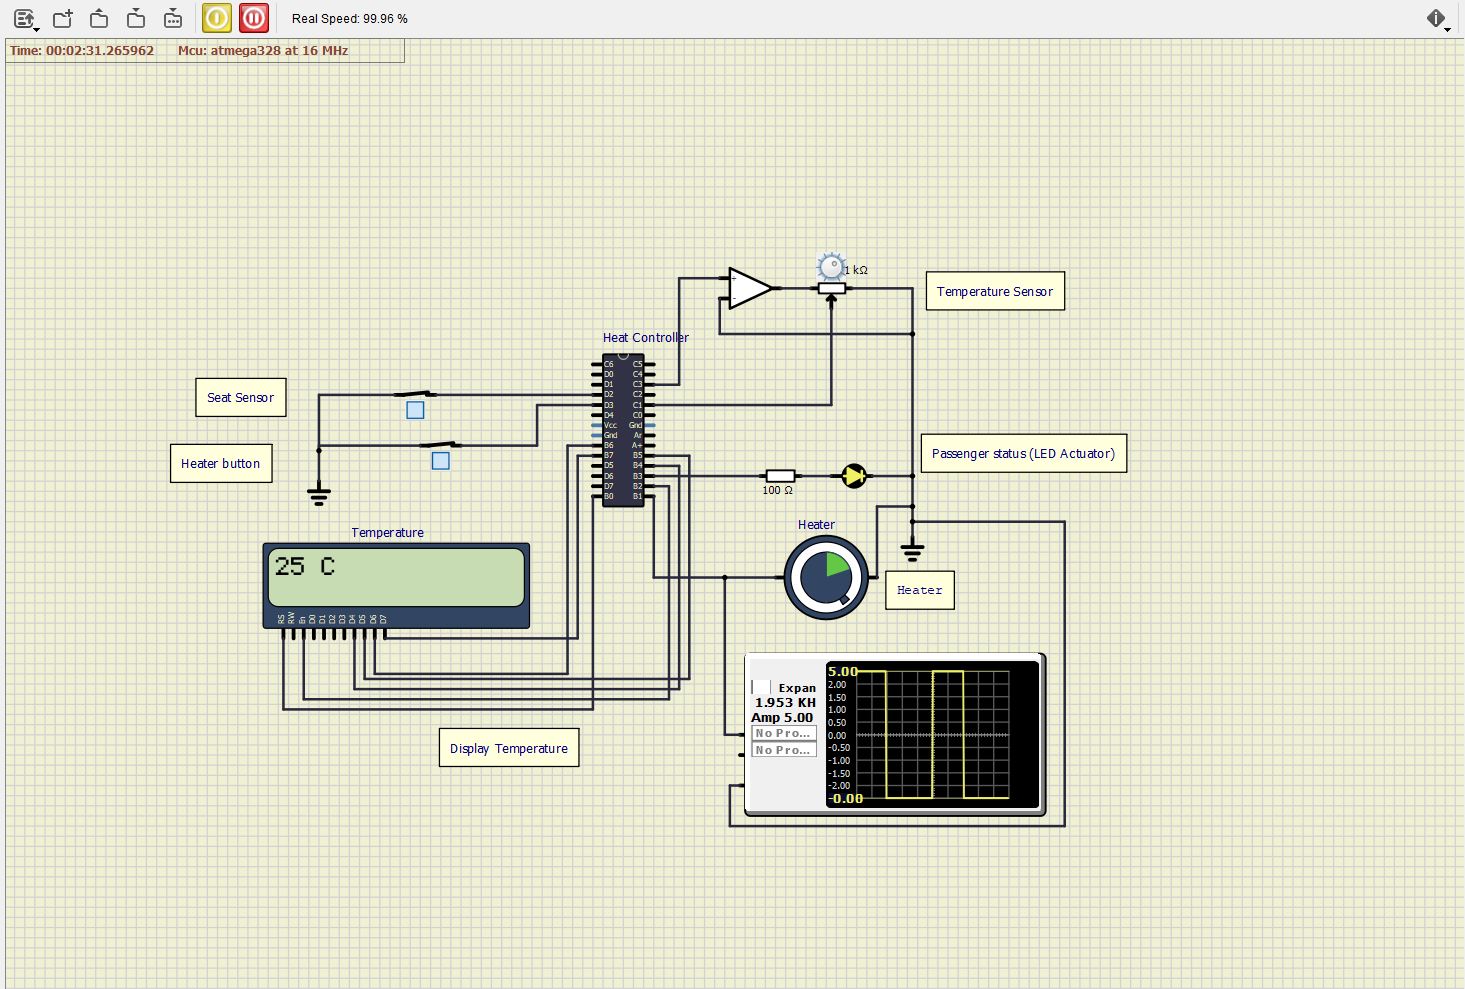 Real Speed: 99.96 %
Time: 00:02:31.265962 Mcu: atmega328 at 16 MHz
1 kΩ
Temperature Sensor
Heat Controller
Seat Sensor
Heater button
C6 C5
D0 C4
D1 C3
D2 C2
D3 C1
D4 C0
Vcc Gnd
Gnd Ar
B6 A+
B7 B5
D5 B4
D6 B3
D7 B2
B0 B1
+
-
Passenger status (LED Actuator)
100 Ω
Temperature
25 C
RS RW En D0 D1 D2 D3 D4 D5 D6 D7
Heater
Heater
Display Temperature
Expan
1.953 KH
Amp 5.00
No Pro...
No Pro...
5.00
2.00
1.50
1.00
0.50
0.00
-0.50
-1.00
-1.50
-2.00
-0.00